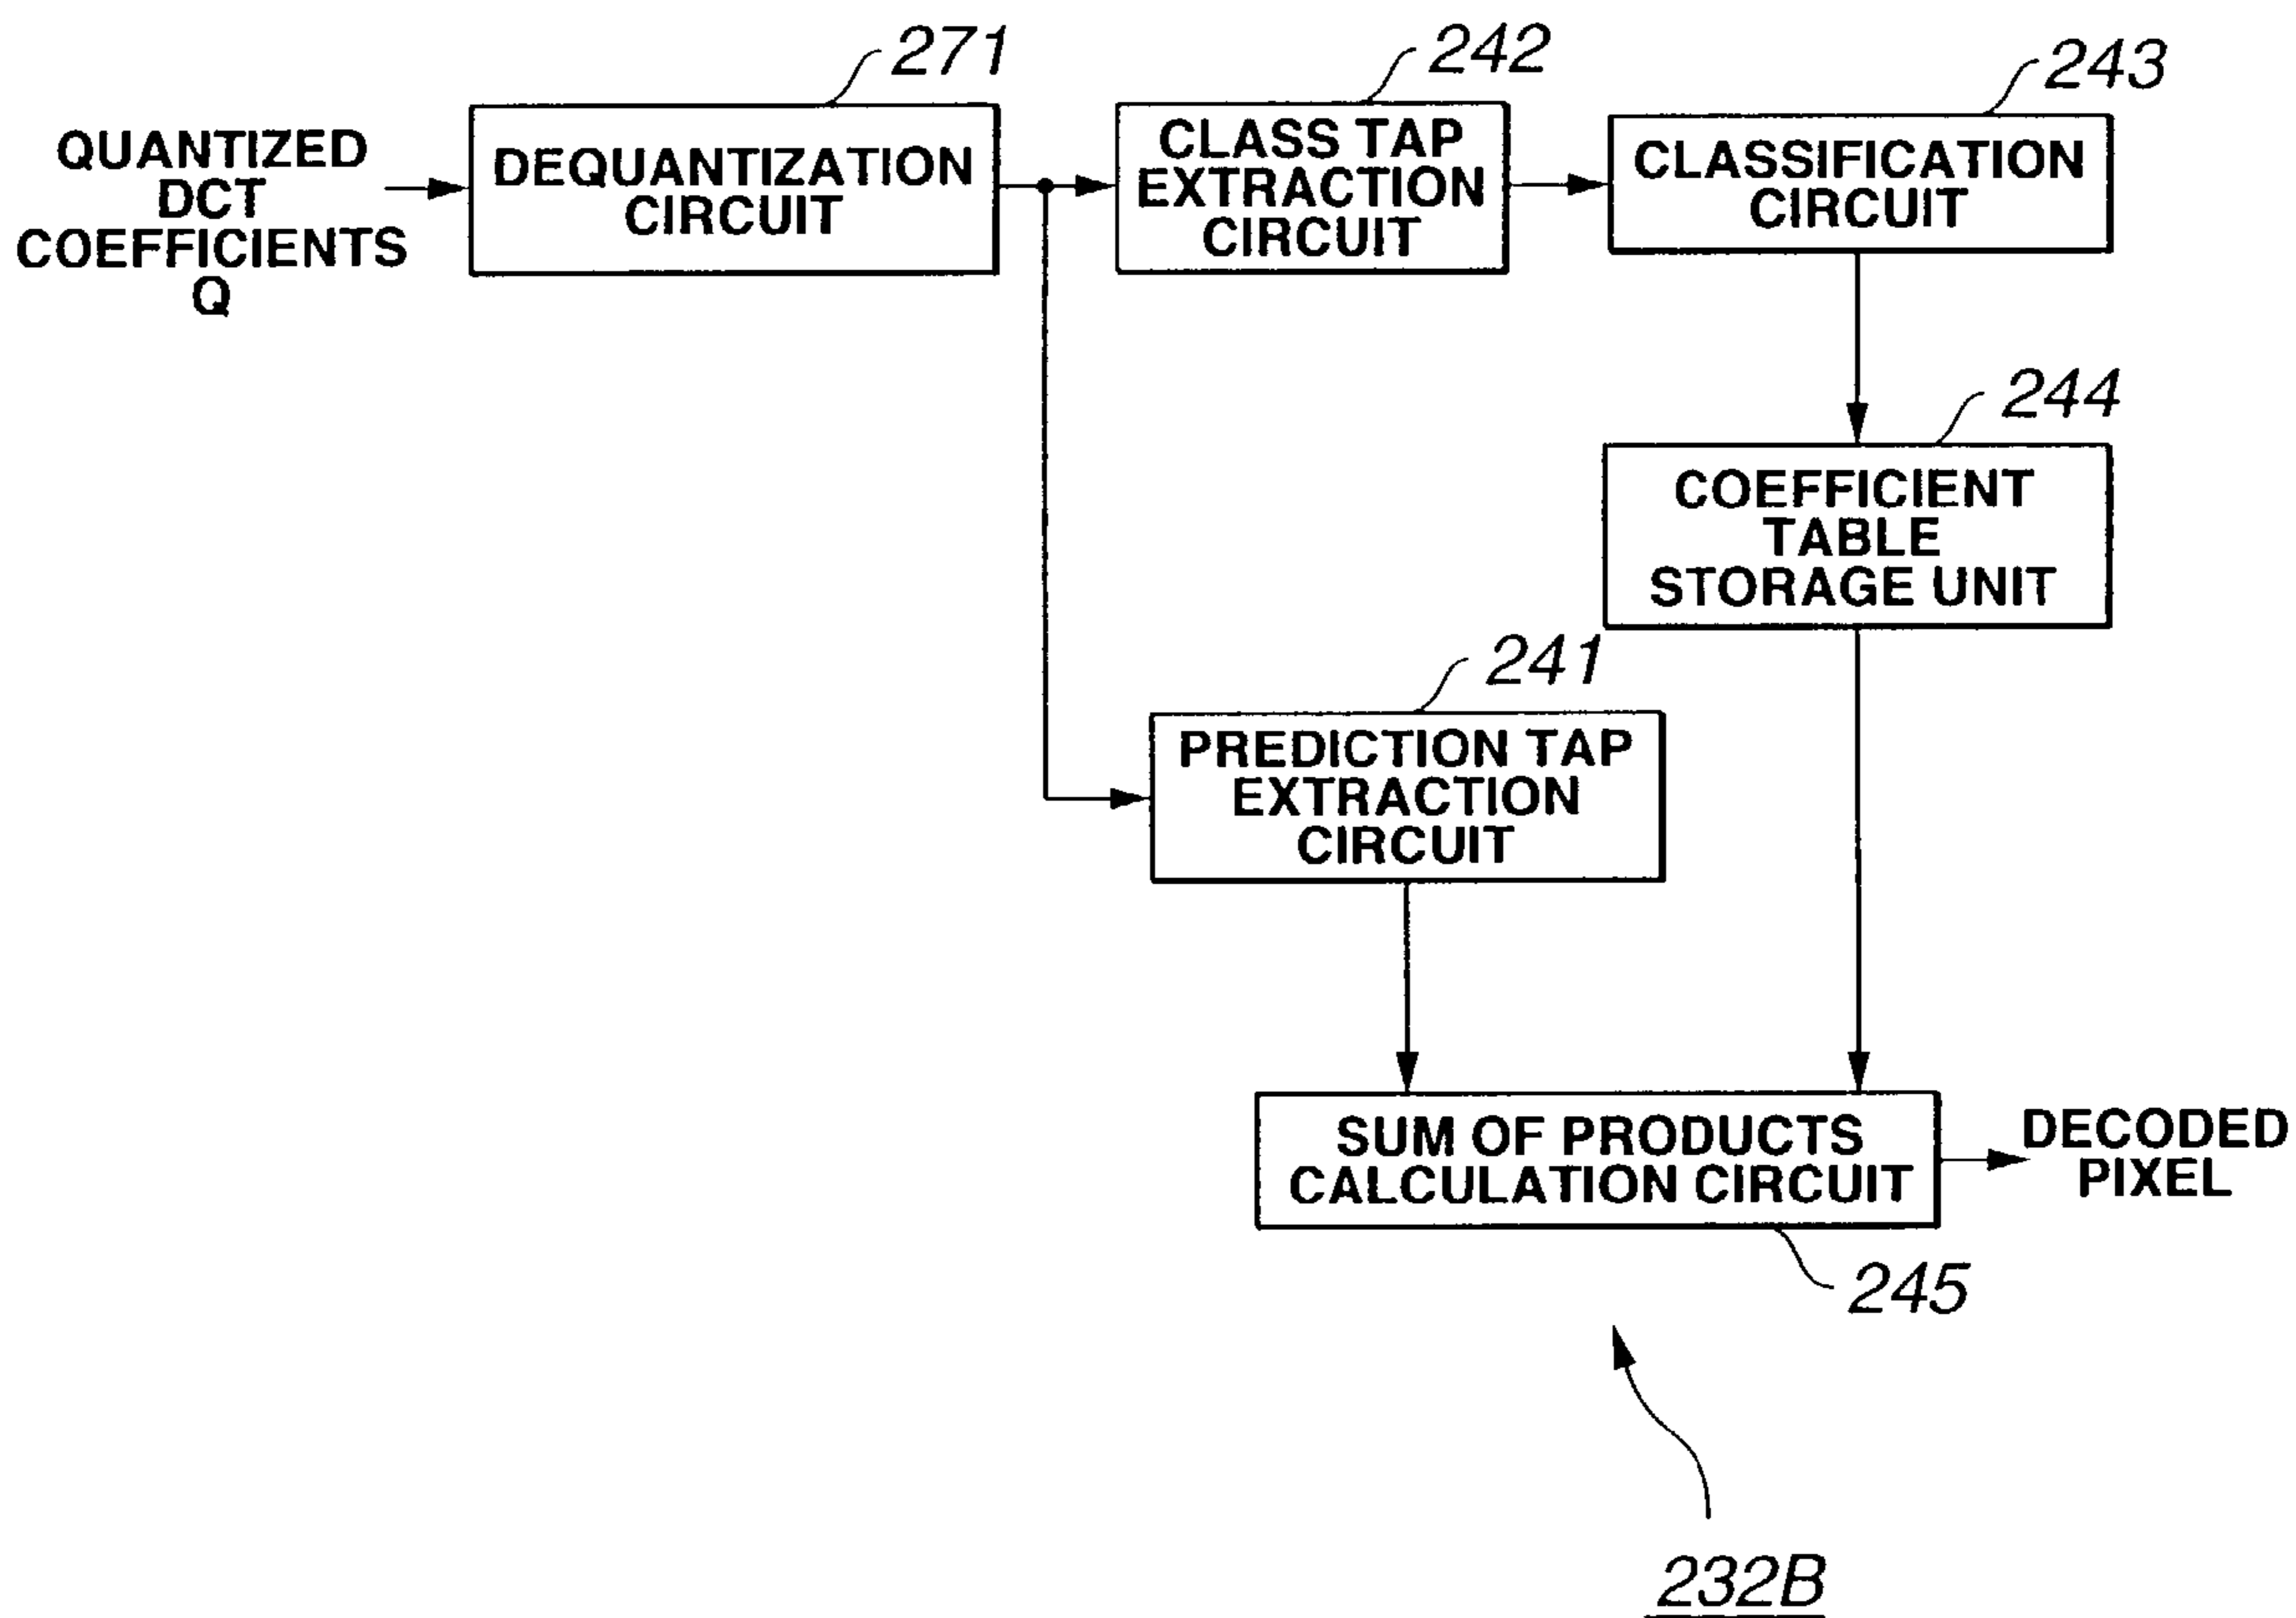 271
242
243
QUANTIZED
DCT
COEFFICIENTS
Q
DEQUANTIZATION
CIRCUIT
CLASS TAP
EXTRACTION
CIRCUIT
CLASSIFICATION
CIRCUIT
244
COEFFICIENT
TABLE
STORAGE UNIT
241
PREDICTION TAP
EXTRACTION
CIRCUIT
SUM OF PRODUCTS
CALCULATION CIRCUIT
DECODED
PIXEL
245
232B